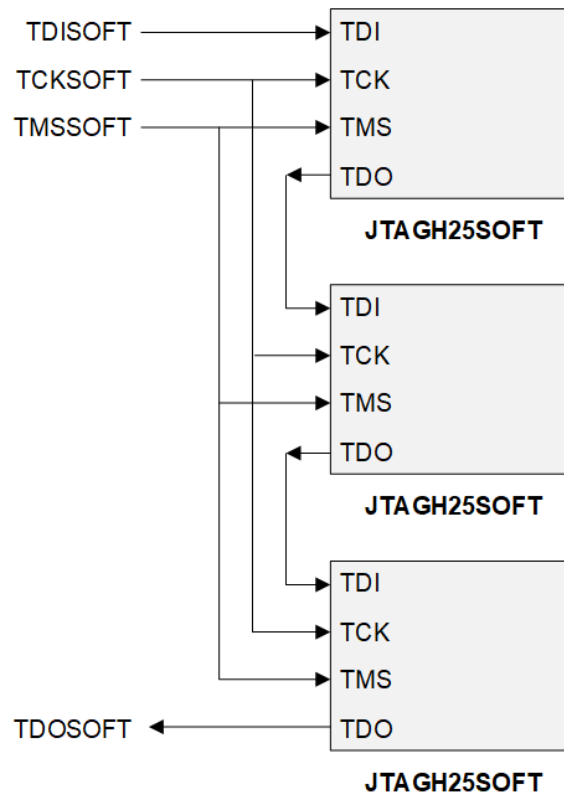 TDISOFT TDI
TCKSOFT TCK
TMSSOFT TMS
TDO
JTAGH25SOFT
TDI
TCK
TMS
TDO
JTAGH25SOFT
TDI
TCK
TMS
TDOSOFT TDO
JTAGH25SOFT